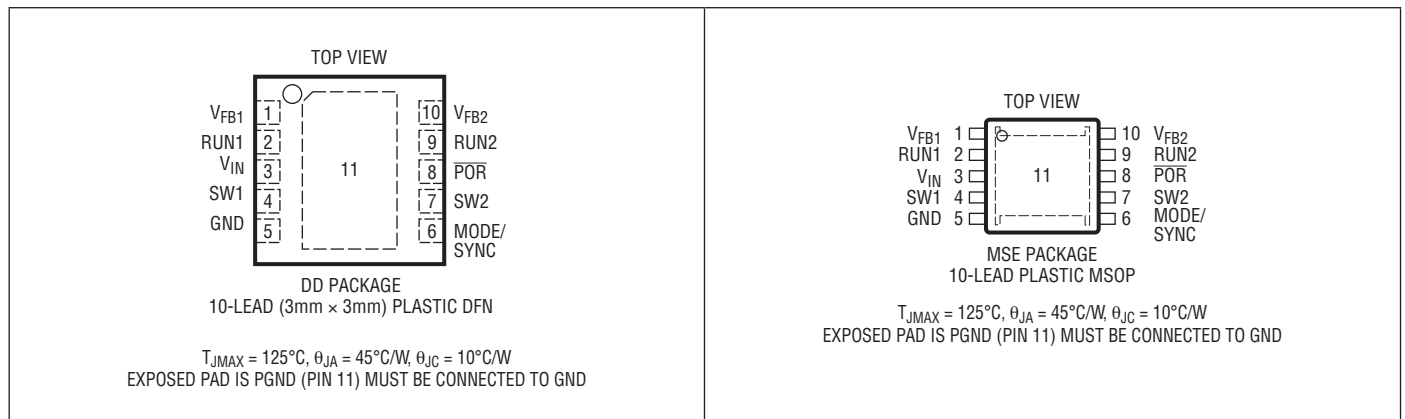 TOP VIEW
VFB1 1 10 VFB2
RUN1 2 9 RUN2
VIN 3 11 8 POR
SW1 4 7 SW2
GND 5 6 MODE/
SYNC
DD PACKAGE
10-LEAD (3mm × 3mm) PLASTIC DFN
TJMAX = 125°C, θJA = 45°C/W, θJC = 10°C/W
EXPOSED PAD IS PGND (PIN 11) MUST BE CONNECTED TO GND
TOP VIEW
VFB1 1 10 VFB2
RUN1 2 9 RUN2
VIN 3 11 8 POR
SW1 4 7 SW2
GND 5 6 MODE/
SYNC
MSE PACKAGE
10-LEAD PLASTIC MSOP
TJMAX = 125°C, θJA = 45°C/W, θJC = 10°C/W
EXPOSED PAD IS PGND (PIN 11) MUST BE CONNECTED TO GND